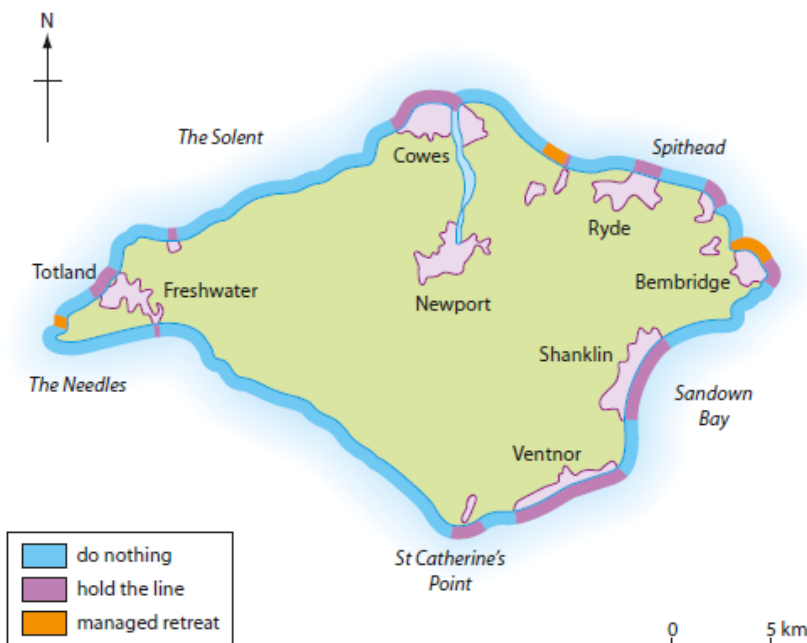 N
The Solent
Spithead
Cowes
Ryde
Totland
Freshwater
Newport
Bembridge
The Needles
Shanklin
Sandown
Bay
Ventnor
St Catherine's
Point
do nothing
hold the line
managed retreat
0 5 km